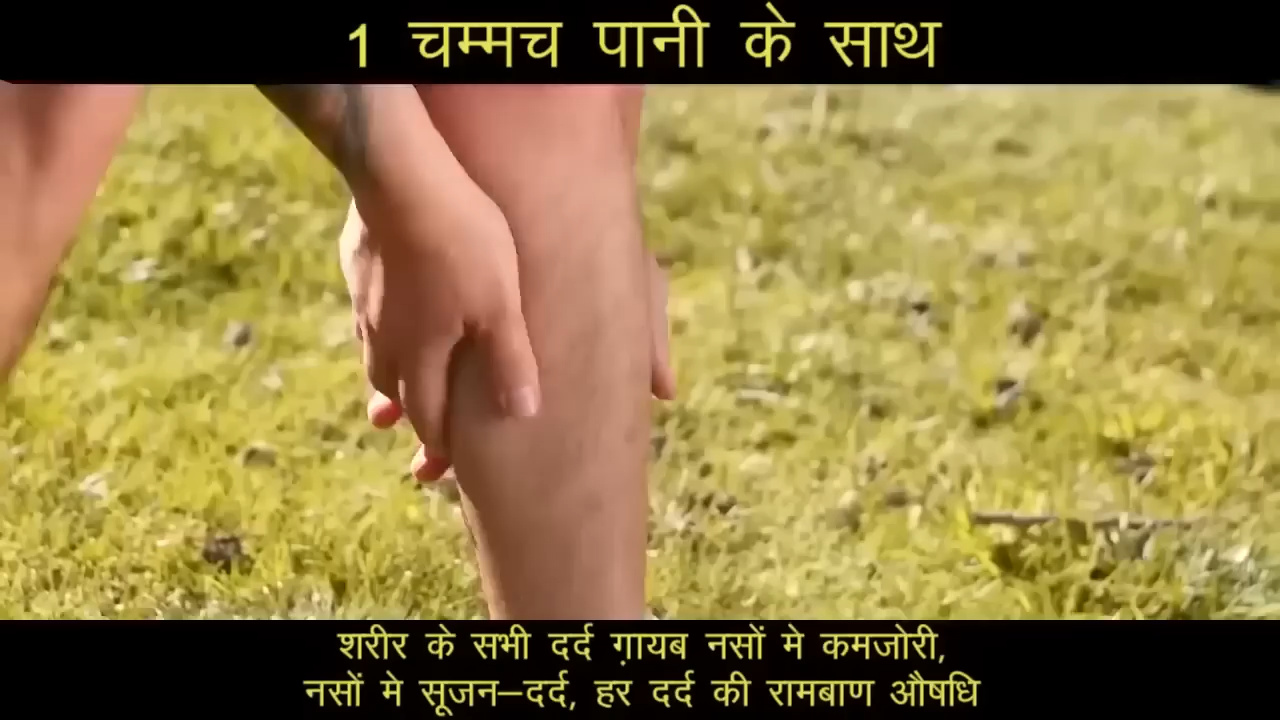 1 चम्मच पानी के साथ
शरीर के सभी दर्द ग़ायब नसों मे कमजोरी,
नसों मे सूजन–दर्द, हर दर्द की रामबाण औषधि